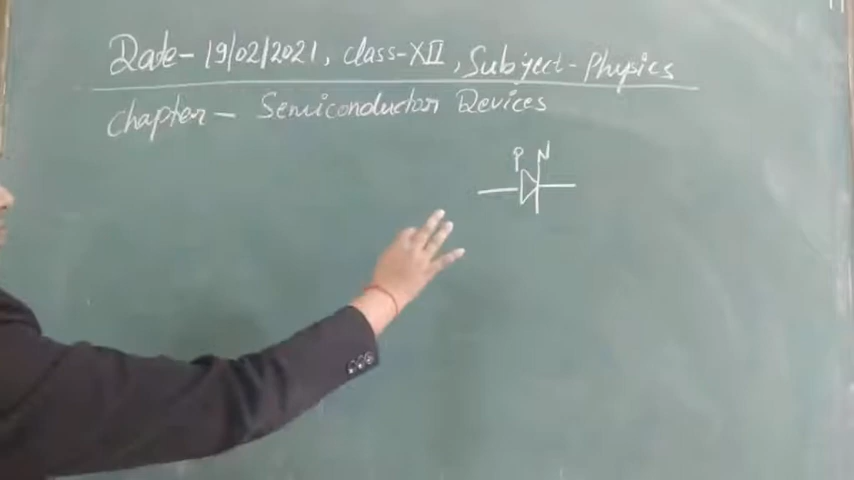 Date- 19/02/2021, class-XII, Subject- Physics
Chapter - Semiconductor Devices
P N